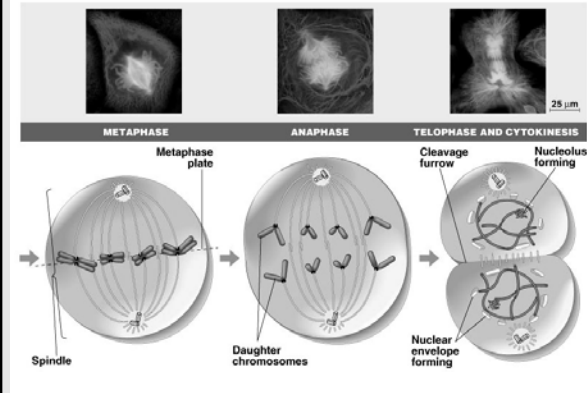 25 µm
METAPHASE
ANAPHASE
TELOPHASE AND CYTOKINESIS
Metaphase
plate
Spindle
Daughter
chromosomes
Cleavage
furrow
Nucleolus
forming
Nuclear
envelope
forming